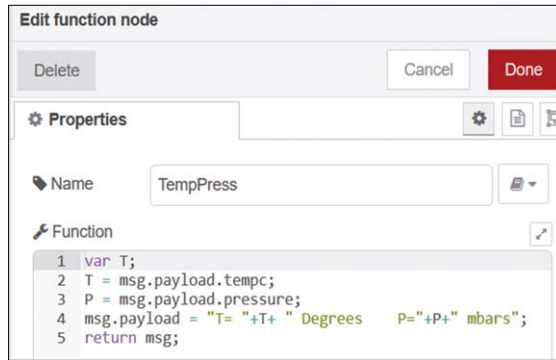 Edit function node
Delete Cancel Done
Properties
Name TempPress
Function
1 var T;
2 T = msg.payload.tempc;
3 P = msg.payload.pressure;
4 msg.payload = "T= "+T+ " Degrees    P="+P+" mbars";
5 return msg;